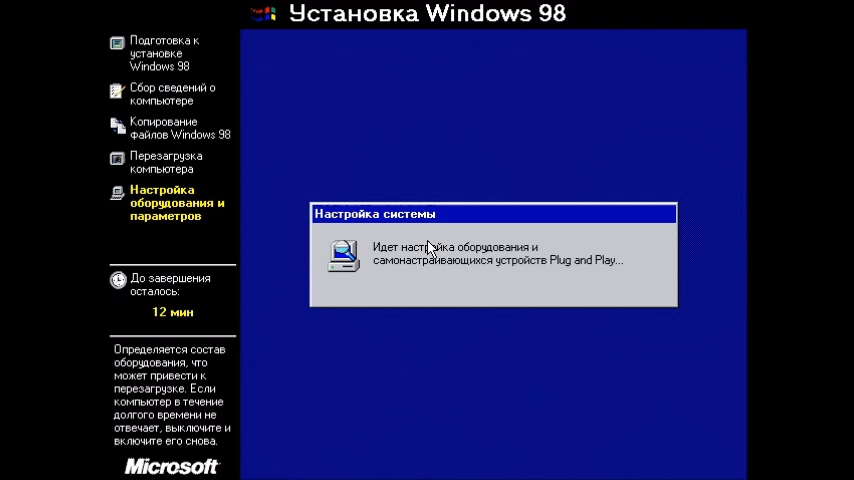 Установка Windows 98
Подготовка к
установке
Windows 98
Сбор сведений о
компьютере
Копирование
файлов Windows 98
Перезагрузка
компьютера
Настройка
оборудования и
параметров
До завершения
осталось:
12 мин
Определяется состав
оборудования, что
может привести к
перезагрузке. Если
компьютер в течение
долгого времени не
отвечает, выключите и
включите его снова.
Microsoft
Настройка системы
Идет настройка оборудования и
самонастраивающихся устройств Plug and Play...